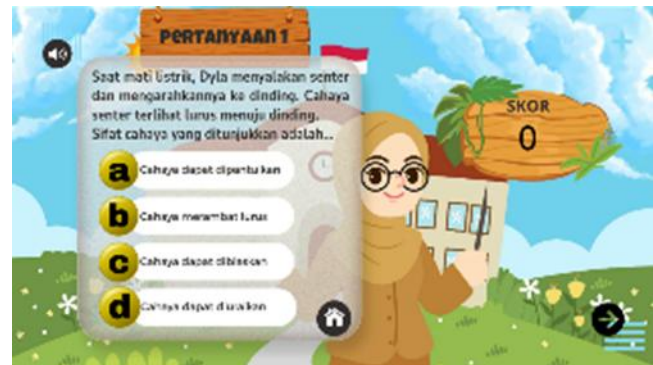 PERTANYAAN 1
Saat mati listrik, Dyla menyalakan senter
dan mengarahkannya ke dinding. Cahaya
senter terlihat lurus menuju dinding.
Sifat cahaya yang ditunjukkan adalah...
SKOR
0
a Cahaya dapat dipantulkan
b Cahaya merambat lurus
c Cahaya dapat dibiaskan
d Cahaya dapat diuraikan